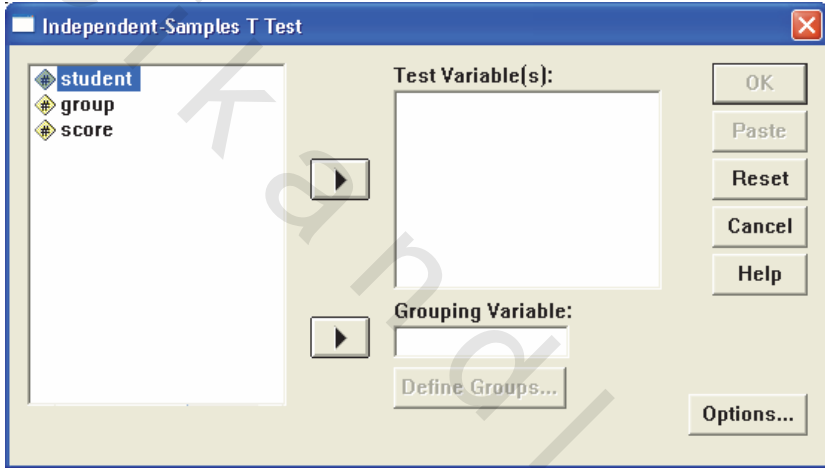 Independent-Samples T Test
student
group
score
Test Variable(s):
Grouping Variable:
Define Groups...
OK
Paste
Reset
Cancel
Help
Options...